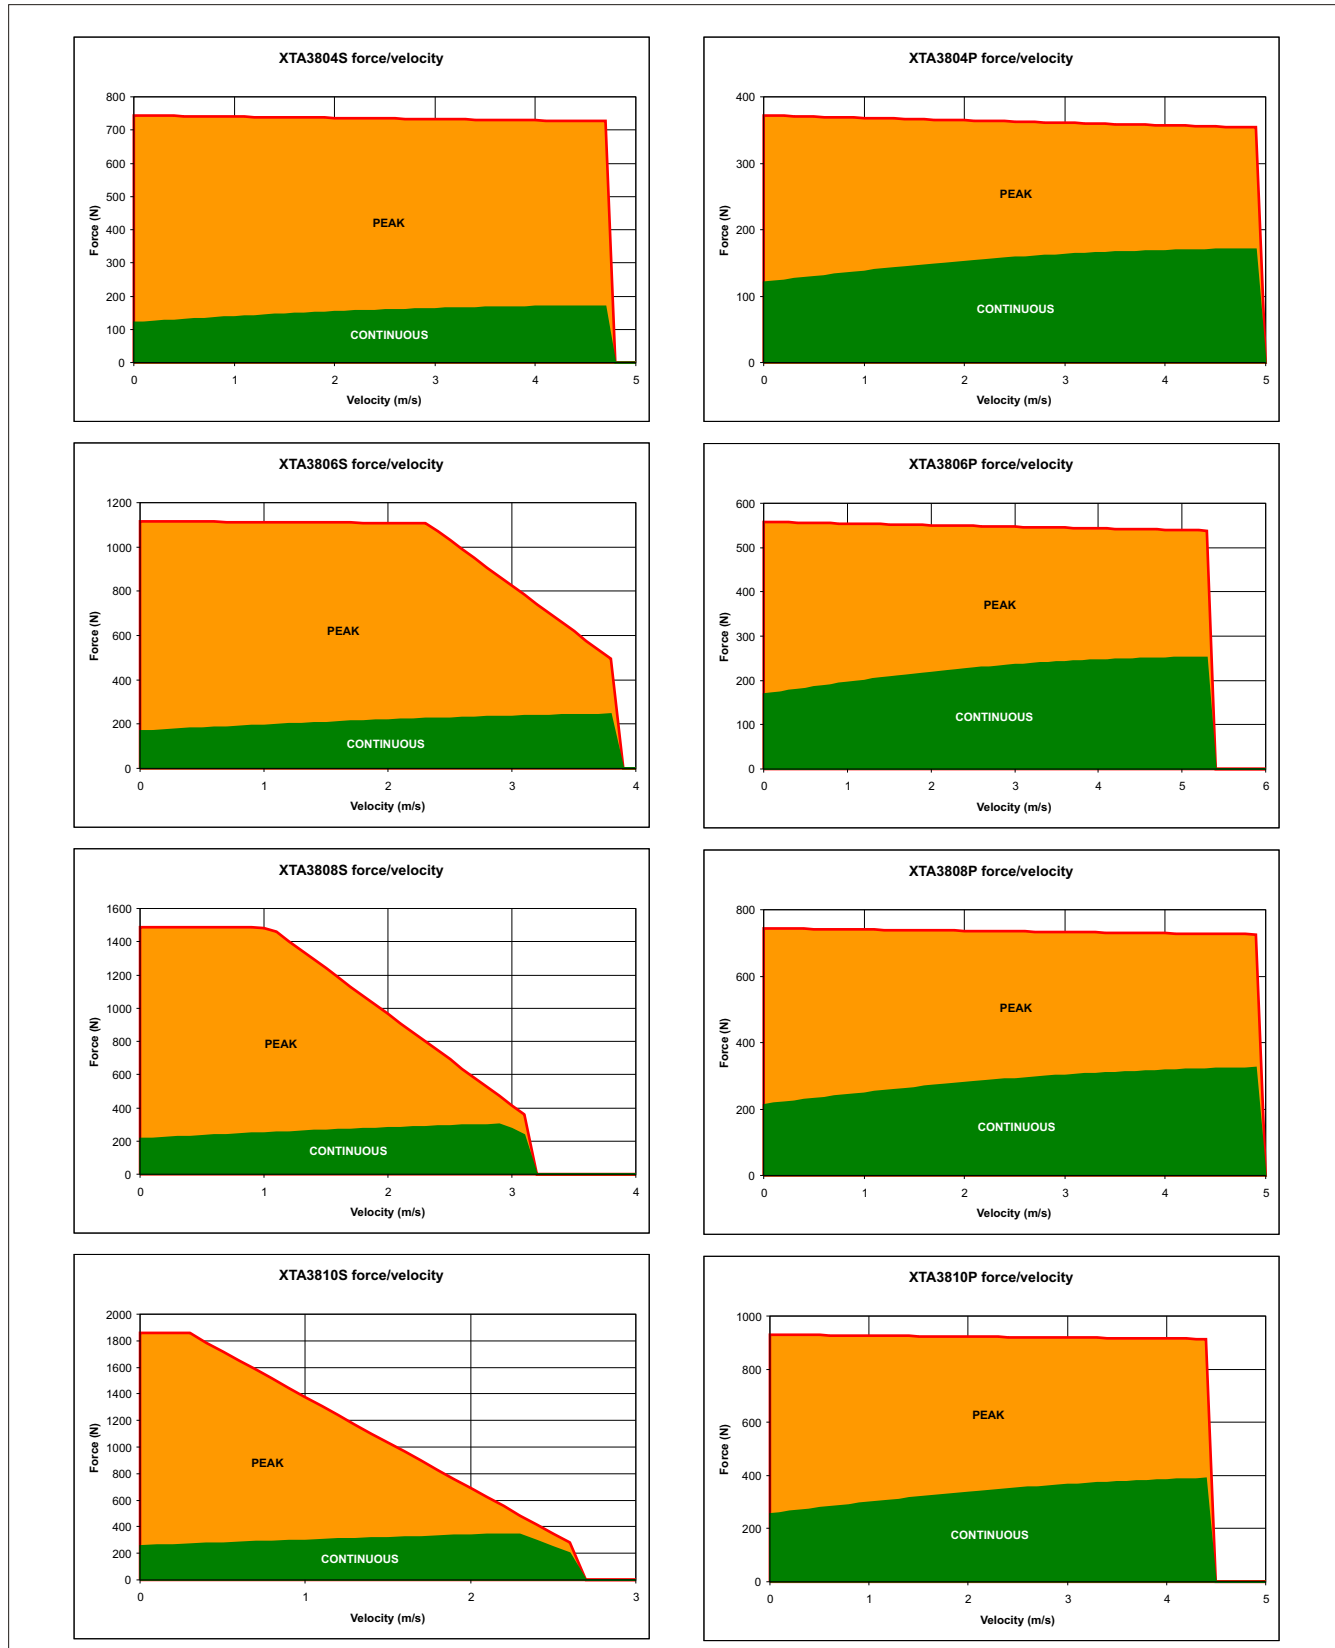 XTA3804S force/velocity
800
700
600
500
400
300
200
100
0
Force (N)
PEAK
CONTINUOUS
0 1 2 3 4 5
Velocity (m/s)
XTA3804P force/velocity
400
300
200
100
0
Force (N)
PEAK
CONTINUOUS
0 1 2 3 4 5
Velocity (m/s)
XTA3806S force/velocity
1200
1000
800
600
400
200
0
Force (N)
PEAK
CONTINUOUS
0 1 2 3 4
Velocity (m/s)
XTA3806P force/velocity
600
500
400
300
200
100
0
Force (N)
PEAK
CONTINUOUS
0 1 2 3 4 5 6
Velocity (m/s)
XTA3808S force/velocity
1600
1400
1200
1000
800
600
400
200
0
Force (N)
PEAK
CONTINUOUS
0 1 2 3 4
Velocity (m/s)
XTA3808P force/velocity
800
600
400
200
0
Force (N)
PEAK
CONTINUOUS
0 1 2 3 4 5
Velocity (m/s)
XTA3810S force/velocity
2000
1800
1600
1400
1200
1000
800
600
400
200
0
Force (N)
PEAK
CONTINUOUS
0 1 2 3
Velocity (m/s)
XTA3810P force/velocity
1000
800
600
400
200
0
Force (N)
PEAK
CONTINUOUS
0 1 2 3 4 5
Velocity (m/s)